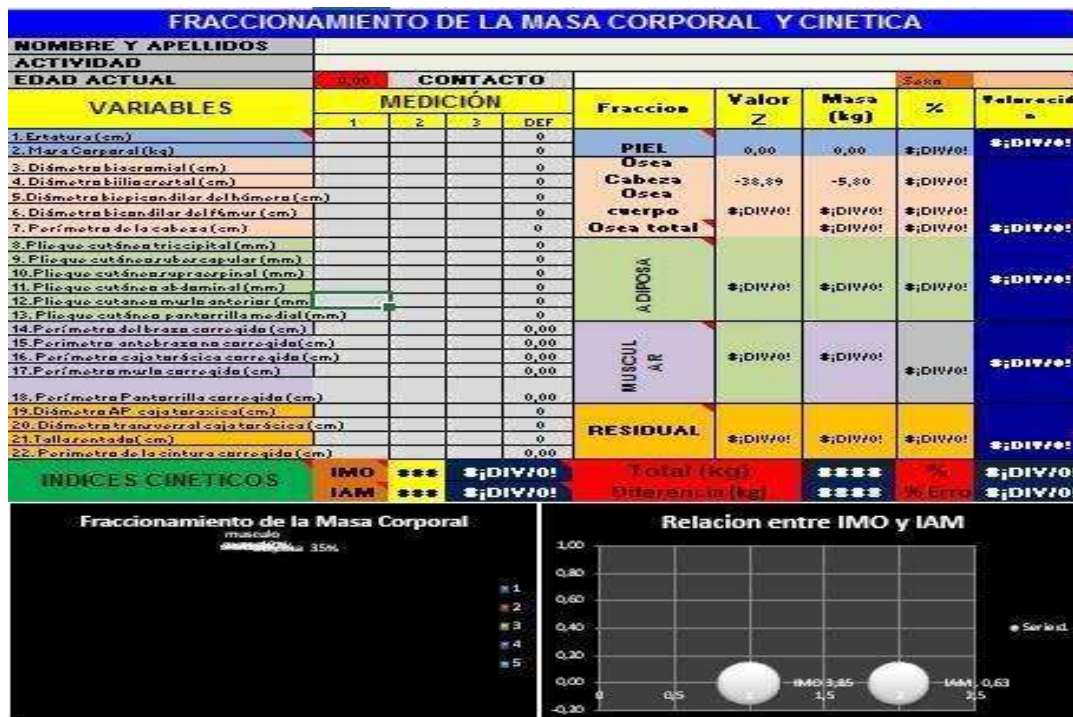 FRACCIONAMIENTO DE LA MASA CORPORAL Y CINETICA
NOMBRE Y APELLIDOS
ACTIVIDAD
EDAD ACTUAL 0,00 CONTACTO Sexo
VARIABLES MEDICIÓN Fraccion Valor Z Masa (kg) %
1 2 3 DEF
1.Estatura (cm) 0
2. Masa Corporal (kg) 0
PIEL 0,00 0,00 #¡DIV/0! #¡DIV/0!
3. Diámetro biacromial (cm) 0
4. Diámetro biiliocrestal (cm) 0
5.Diámetro biepicondilar del húmero (cm) 0
6. Diámetro bicondilar del fémur (cm) 0
7. Perímetro de la cabeza (cm) 0
Osea Cabeza -38,89 -5,80 #¡DIV/0!
Osea cuerpo #¡DIV/0! #¡DIV/0! #¡DIV/0!
Osea total #¡DIV/0! #¡DIV/0! #¡DIV/0!
8.Pliegue cutáneo triccipital (mm) 0
9. Pliegue cutáneo subescapular (mm) 0
10.Pliegue cutáneo supraespinal (mm) 0
11. Pliegue cutáneo abdominal (mm) 0
12.Pliegue cutaneo muslo anterior (mm 0
13. Pliegue cutáneo pantorrilla medial (mm) 0
ADIPOSA #¡DIV/0! #¡DIV/0! #¡DIV/0! #¡DIV/0!
14.Perímetro del brazo corregido (cm) 0,00
15.Perimetro antebrazo no corregido (cm) 0,00
16. Perímetro caja torácica corregido (cm) 0,00
17.Perímetro muslo corregido (cm) 0,00
18. Perímetro Pantorrilla corregido (cm) 0,00
MUSCUL AR #¡DIV/0! #¡DIV/0! #¡DIV/0! #¡DIV/0!
19.Diámetro AP caja toraxica (cm) 0
20. Diámetro transversal caja torácica (cm) 0
21.Talla sentado( cm) 0
22. Perimetro de la cintura corregida (cm) 0,00
RESIDUAL #¡DIV/0! #¡DIV/0! #¡DIV/0! #¡DIV/0!
INDICES CINETICOS IMO ### #¡DIV/0! Total (kg) #### % #¡DIV/0
IAM ### #¡DIV/0! Diferencia (kg) #### % Erro #¡DIV/0
Fraccionamiento de la Masa Corporal
musculo
35%
1
2
3
4
5
Relacion entre IMO y IAM
1,00
0,80
0,60
0,40
0,20
0,00
-0,20
0 0,5 1 1,5 2 2,5
IMO 3,85
IAM , 0,63
Series1